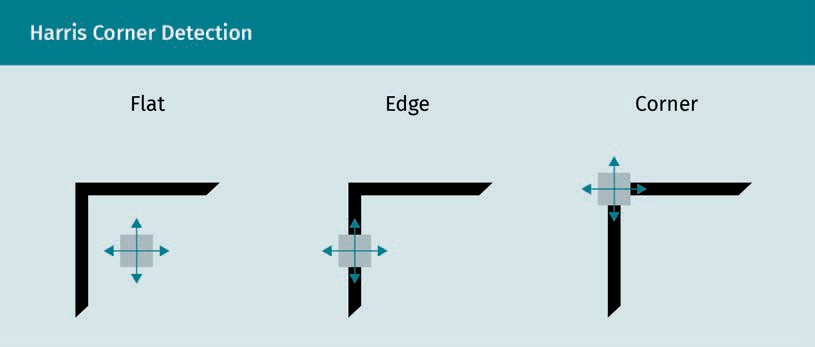 Harris Corner Detection
Flat
Edge
Corner